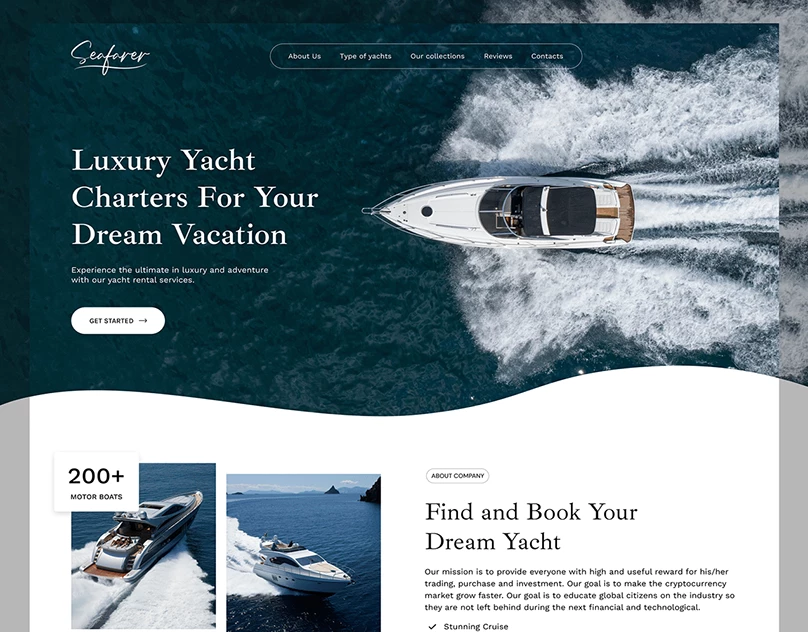 Seafarer
About Us
Type of yachts
Our collections
Reviews
Contacts
Luxury Yacht
Charters For Your
Dream Vacation
Experience the ultimate in luxury and adventure
with our yacht rental services.
GET STARTED →
200+
MOTOR BOATS
ABOUT COMPANY
Find and Book Your
Dream Yacht
Our mission is to provide everyone with high and useful reward for his/her
trading, purchase and investment. Our goal is to make the cryptocurrency
market grow faster. Our goal is to educate global citizens on the industry so
they are not left behind during the next financial and technological.
✓ Stunning Cruise